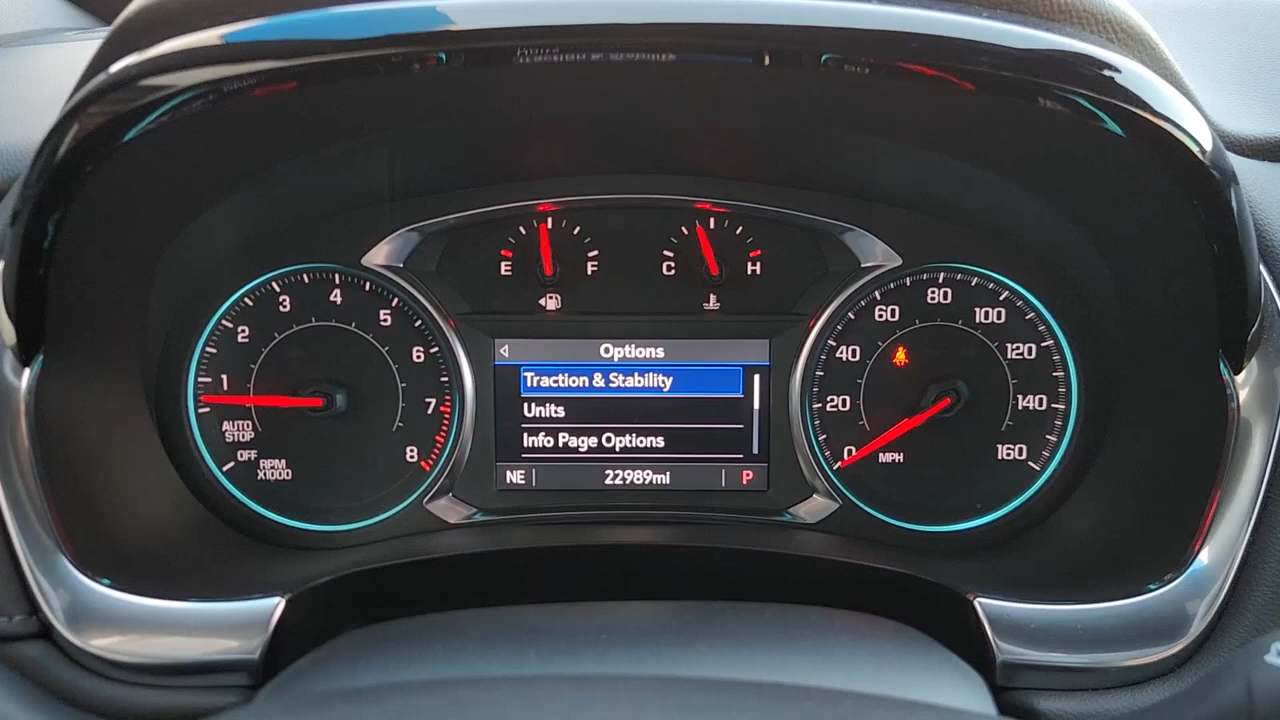 E F
C H
1 2 3 4 5 6 7 8
AUTO
STOP
OFF
RPM
X1000
Options
Traction & Stability
Units
Info Page Options
NE 22989mi P
0 20 40 60 80 100 120 140 160
MPH